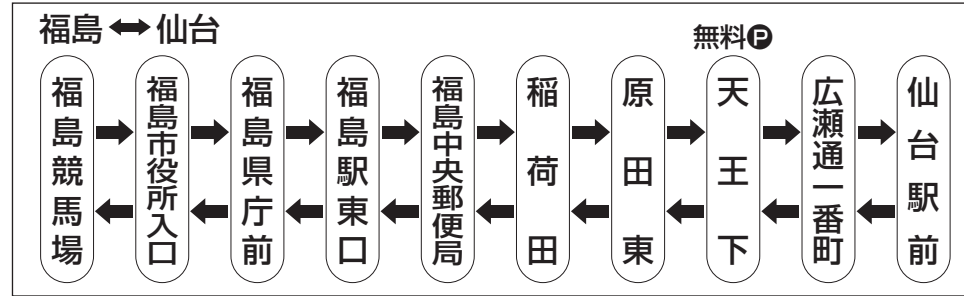 福島⟷仙台
無料P
福島競馬場
福島市役所入口
福島県庁前
福島駅東口
福島中央郵便局
稲荷田
原田東
天王下
広瀬通一番町
仙台駅前